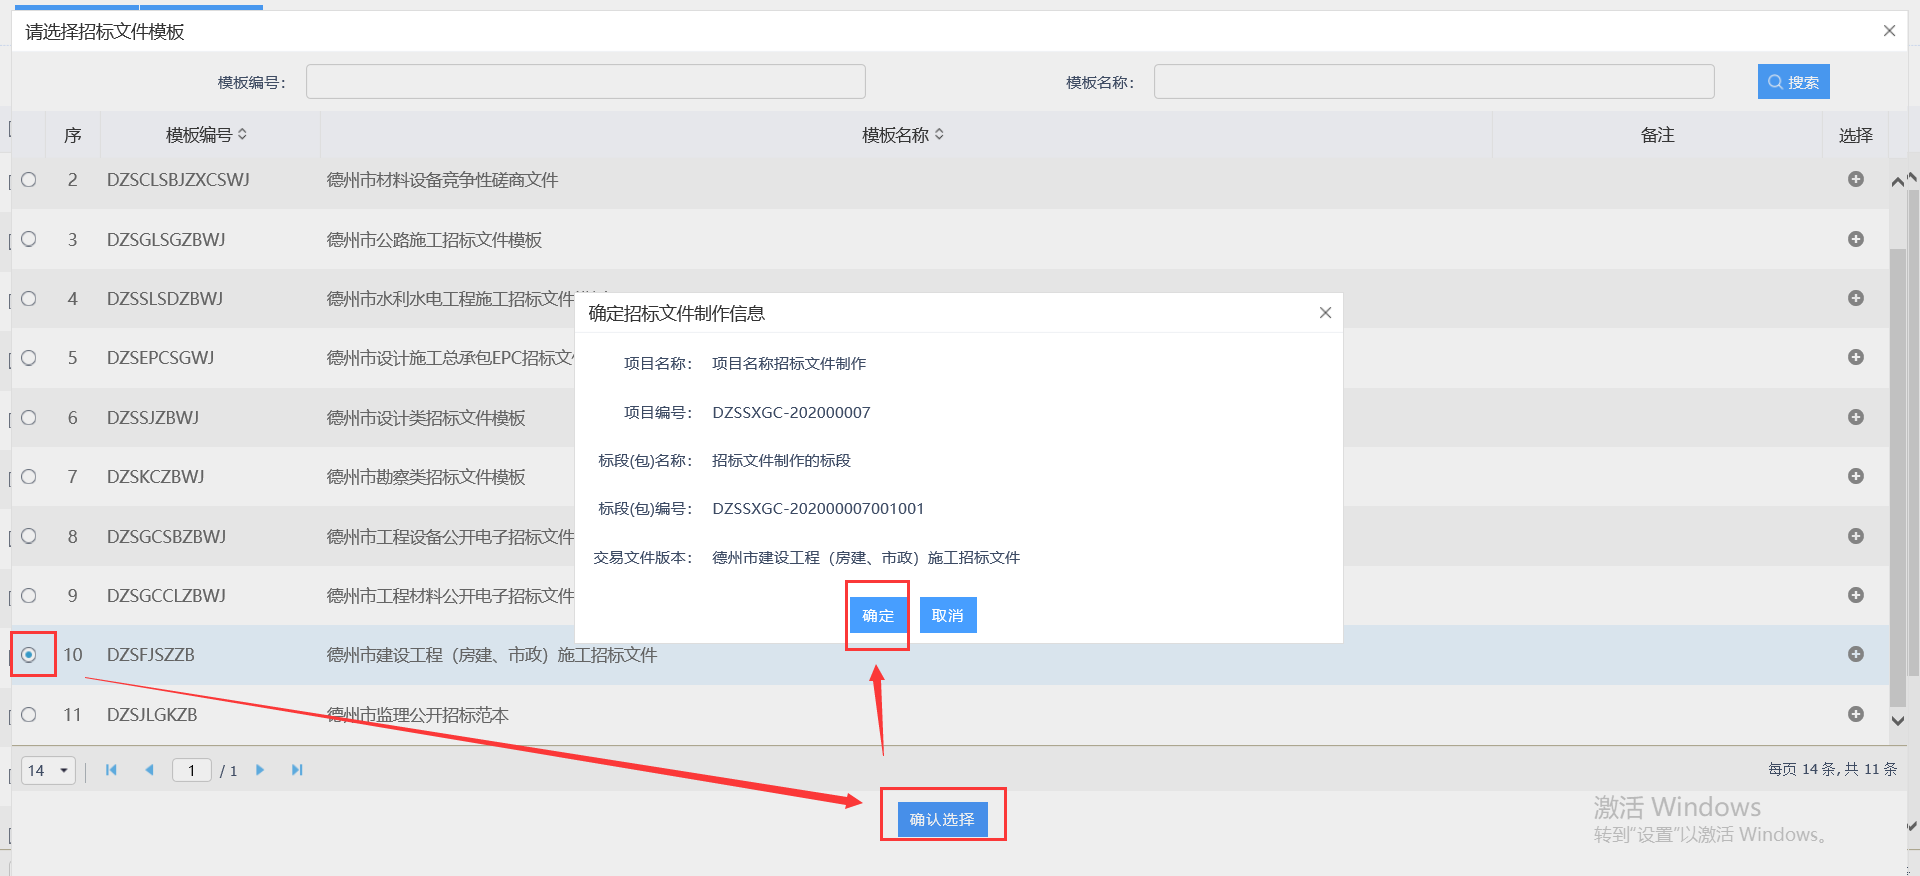 请选择招标文件模板
模板编号：
模板名称：
搜索
序 模板编号 模板名称 备注 选择
2 DZSCLSBJZXCSWJ 德州市材料设备竞争性磋商文件
3 DZSGLSGZBWJ 德州市公路施工招标文件模板
4 DZSSLSDZBWJ 德州市水利水电工程施工招标文件
5 DZSEPCSGWJ 德州市设计施工总承包EPC招标文
6 DZSSJZBWJ 德州市设计类招标文件模板
7 DZSKCZBWJ 德州市勘察类招标文件模板
8 DZSGCSBZBWJ 德州市工程设备公开电子招标文件
9 DZSGCCLZBWJ 德州市工程材料公开电子招标文件
10 DZSFJSZZB 德州市建设工程（房建、市政）施工招标文件
11 DZSJLGKZB 德州市监理公开招标范本
确定招标文件制作信息
项目名称： 项目名称招标文件制作
项目编号： DZSSXGC-202000007
标段(包)名称： 招标文件制作的标段
标段(包)编号： DZSSXGC-202000007001001
交易文件版本： 德州市建设工程（房建、市政）施工招标文件
确定 取消
14 1 / 1
每页 14 条, 共 11 条
确认选择
激活 Windows
转到“设置”以激活 Windows。